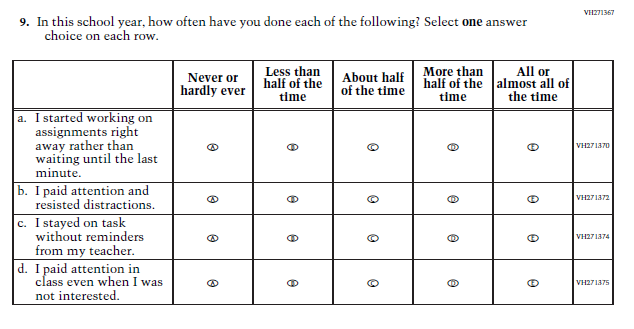 VH271367
9. In this school year, how often have you done each of the following? Select one answer
choice on each row.
Never or
hardly ever
Less than
half of the
time
About half
of the time
More than
half of the
time
All or
almost all of
the time
a. I started working on
assignments right
away rather than
waiting until the last
minute.
A B C D E VH271370
b. I paid attention and
resisted distractions.
A B C D E VH271372
c. I stayed on task
without reminders
from my teacher.
A B C D E VH271374
d. I paid attention in
class even when I was
not interested.
A B C D E VH271375